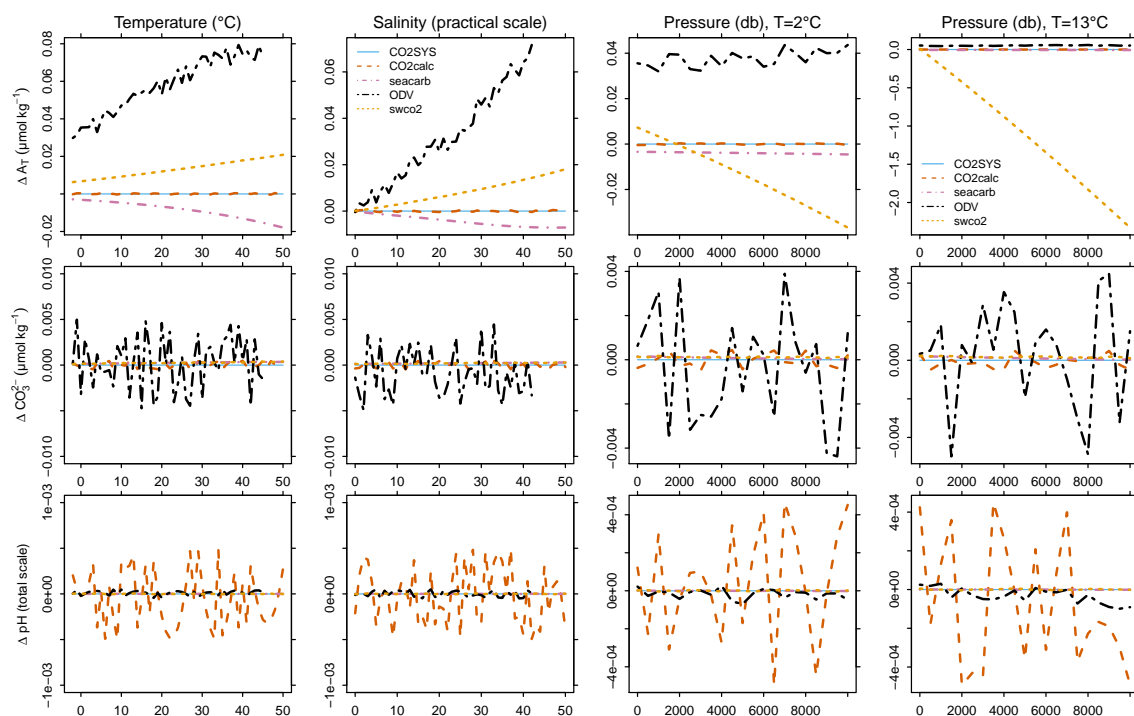 Temperature (°C)
Salinity (practical scale)
Pressure (db), T=2°C
Pressure (db), T=13°C
Δ A_T (μmol kg⁻¹)
−0.02 0.02 0.04 0.06 0.08
0 10 20 30 40 50
0.00 0.02 0.04 0.06
CO2SYS
CO2calc
seacarb
ODV
swco2
0 10 20 30 40 50
−0.02 0.00 0.02 0.04
0 2000 4000 6000 8000
−2.0 −1.5 −1.0 −0.5 0.0
CO2SYS
CO2calc
seacarb
ODV
swco2
0 2000 4000 6000 8000
Δ CO₃²⁻ (μmol kg⁻¹)
−0.010 0.000 0.005 0.010
0 10 20 30 40 50
−0.010 0.000 0.005 0.010
0 10 20 30 40 50
−0.004 0.000 0.002 0.004
0 2000 4000 6000 8000
−0.004 0.000 0.002 0.004
0 2000 4000 6000 8000
Δ pH (total scale)
−1e−03 0e+00 1e−03
0 10 20 30 40 50
−1e−03 0e+00 1e−03
0 10 20 30 40 50
−4e−04 0e+00 4e−04
0 2000 4000 6000 8000
−4e−04 0e+00 4e−04
0 2000 4000 6000 8000